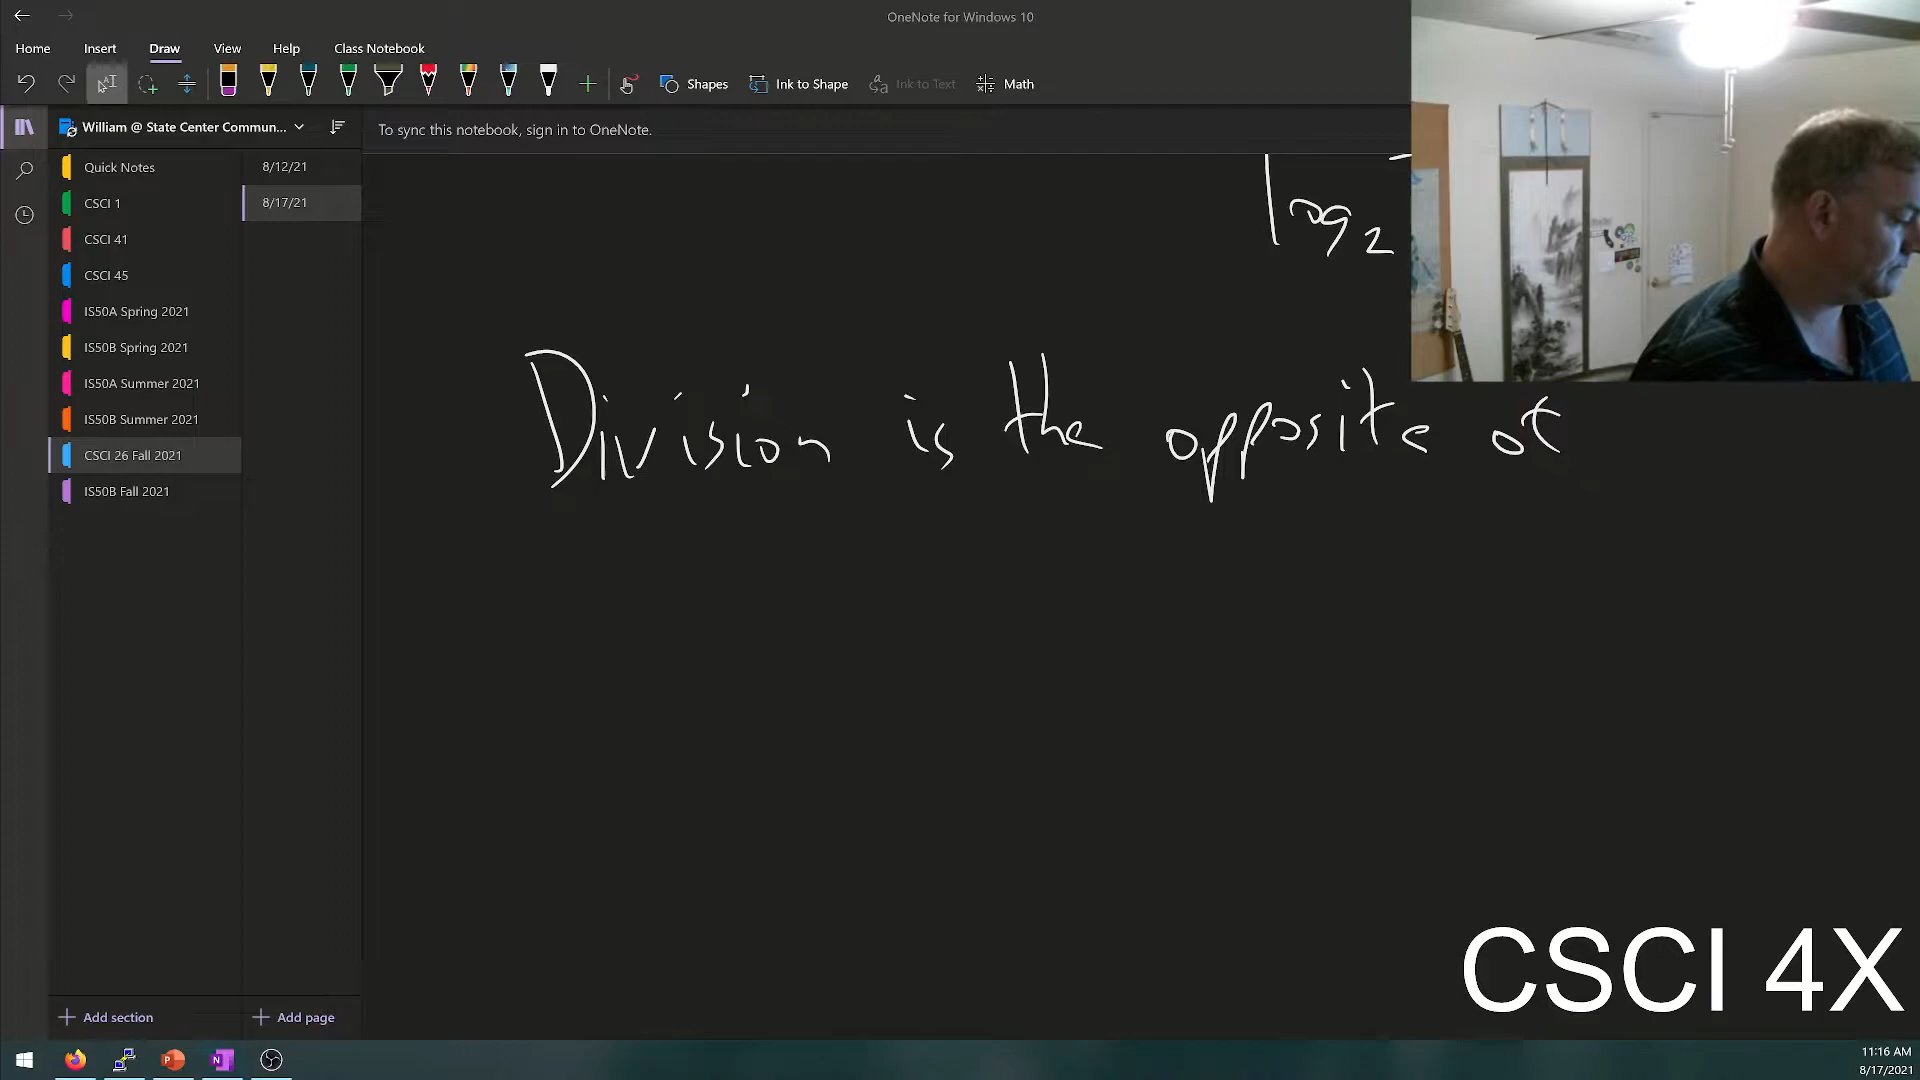 OneNote for Windows 10
Home Insert Draw View Help Class Notebook
Shapes Ink to Shape Ink to Text Math
William @ State Center Commun...
To sync this notebook, sign in to OneNote.
Quick Notes
CSCI 1
CSCI 41
CSCI 45
IS50A Spring 2021
IS50B Spring 2021
IS50A Summer 2021
IS50B Summer 2021
CSCI 26 Fall 2021
IS50B Fall 2021
8/12/21
8/17/21
log2
Division is the opposite of
CSCI 4X
Add section
Add page
11:16 AM
8/17/2021